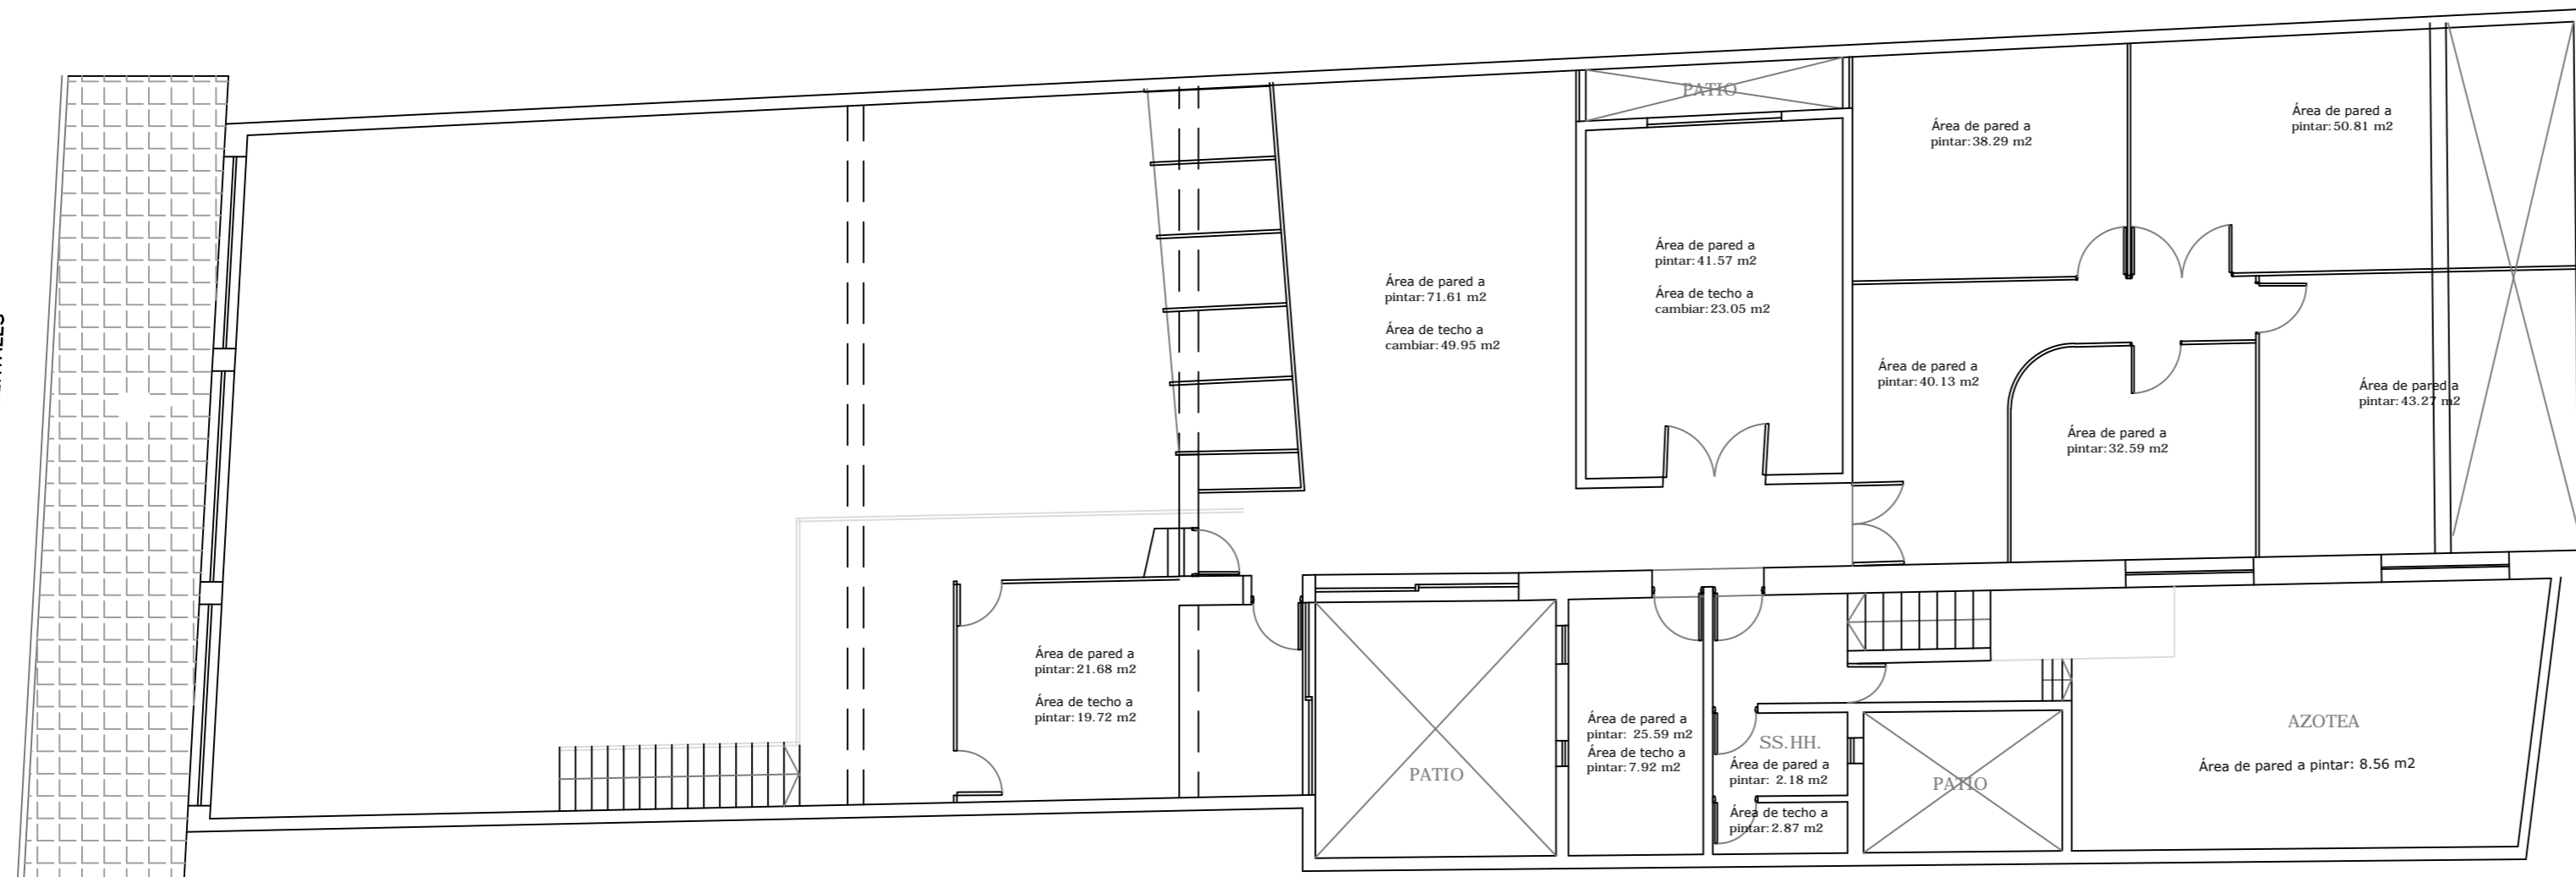 PATIO
Área de pared a
pintar: 38.29 m2
Área de pared a
pintar: 50.81 m2
Área de pared a
pintar: 71.61 m2
Área de techo a
cambiar: 49.95 m2
Área de pared a
pintar: 41.57 m2
Área de techo a
cambiar: 23.05 m2
Área de pared a
pintar: 40.13 m2
Área de pared a
pintar: 32.59 m2
Área de pared a
pintar: 43.27 m2
Área de pared a
pintar: 21.68 m2
Área de techo a
pintar: 19.72 m2
PATIO
Área de pared a
pintar: 25.59 m2
Área de techo a
pintar: 7.92 m2
SS.HH.
Área de pared a
pintar: 2.18 m2
Área de techo a
pintar: 2.87 m2
PATIO
AZOTEA
Área de pared a pintar: 8.56 m2